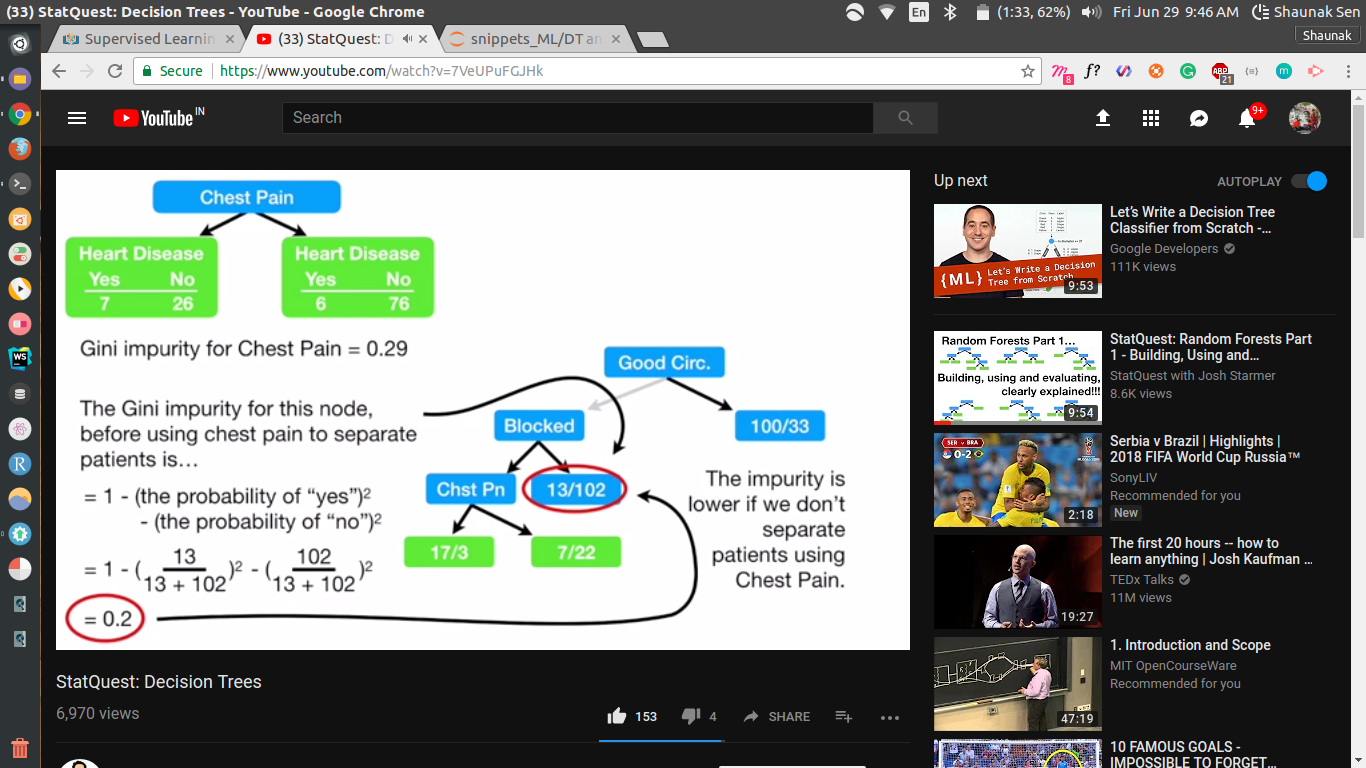 (33) StatQuest: Decision Trees - YouTube - Google Chrome
En
(1:33, 62%)
Fri Jun 29 9:46 AM
Shaunak Sen
Supervised Learnin
(33) StatQuest: D
snippets_ML/DT an
Shaunak
Secure
https://www.youtube.com/watch?v=7VeUPuFGJHk
8
f?
ABP
21
m
YouTube IN
Search
9+
Chest Pain
Heart Disease
Yes No
7 26
Heart Disease
Yes No
6 76
Gini impurity for Chest Pain = 0.29
The Gini impurity for this node,
before using chest pain to separate
patients is…
= 1 - (the probability of “yes”)²
- (the probability of “no”)²
= 1 - (13 / 13 + 102)² - (102 / 13 + 102)²
= 0.2
Good Circ.
Blocked
100/33
Chst Pn
13/102
17/3
7/22
The impurity is
lower if we don’t
separate
patients using
Chest Pain.
StatQuest: Decision Trees
6,970 views
153
4
SHARE
Up next
AUTOPLAY
{ML} Let's Write a Decision
Tree from Scratch
9:53
Let’s Write a Decision Tree
Classifier from Scratch -...
Google Developers
111K views
Random Forests Part 1…
Building, using and evaluating,
clearly explained!!!
9:54
StatQuest: Random Forests Part
1 - Building, Using and…
StatQuest with Josh Starmer
8.6K views
SER v BRA
0-2
2:18
Serbia v Brazil | Highlights |
2018 FIFA World Cup Russia™
SonyLIV
Recommended for you
New
19:27
The first 20 hours -- how to
learn anything | Josh Kaufman ...
TEDx Talks
11M views
47:19
1. Introduction and Scope
MIT OpenCourseWare
Recommended for you
10 FAMOUS GOALS -
IMPOSSIBLE TO FORGET…
WS
R